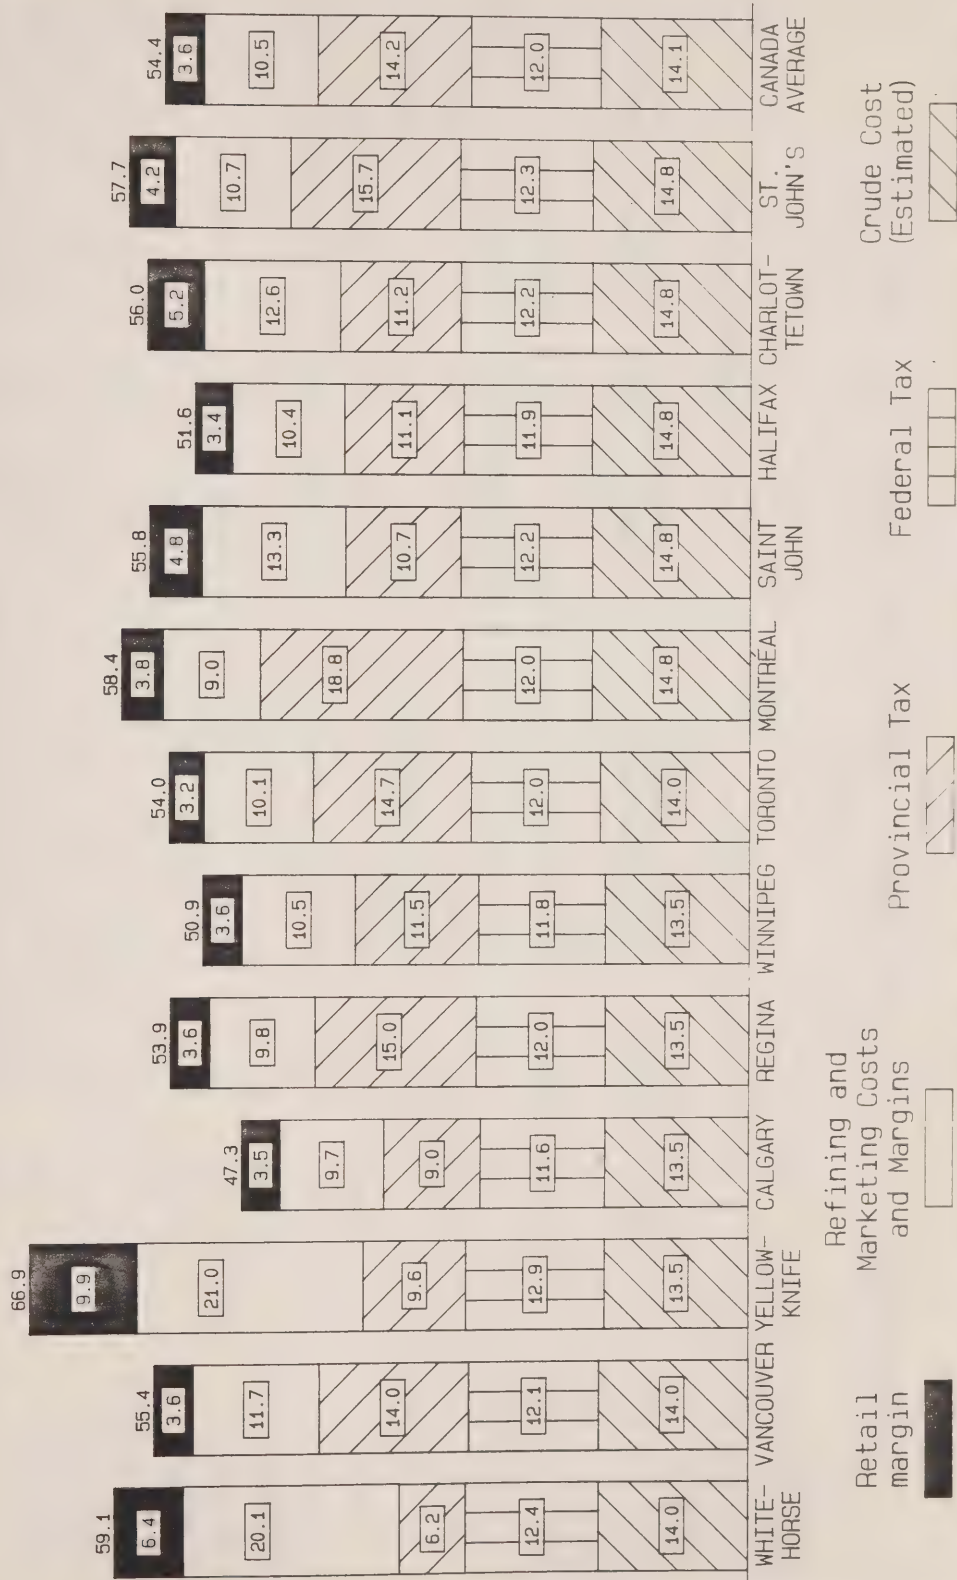 59.1
6.4
20.1
6.2
12.4
14.0
WHITE-
HORSE
55.4
3.6
11.7
14.0
12.1
14.0
VANCOUVER
66.9
9.9
21.0
9.6
12.9
13.5
YELLOW-
KNIFE
47.3
3.5
9.7
9.0
11.6
13.5
CALGARY
53.9
3.6
9.8
15.0
12.0
13.5
REGINA
50.9
3.6
10.5
11.5
11.8
13.5
WINNIPEG
54.0
3.2
10.1
14.7
12.0
14.0
TORONTO
58.4
3.8
9.0
18.8
12.0
14.8
MONTRÉAL
55.8
4.8
13.3
10.7
12.2
14.8
SAINT
JOHN
51.6
3.4
10.4
11.1
11.9
14.8
HALIFAX
56.0
5.2
12.6
11.2
12.2
14.8
CHARLOT-
TETOWN
57.7
4.2
10.7
15.7
12.3
14.8
ST.
JOHN'S
54.4
3.6
10.5
14.2
12.0
14.1
CANADA
AVERAGE
Retail
margin
Refining and
Marketing Costs
and Margins
Provincial Tax
Federal Tax
Crude Cost
(Estimated)